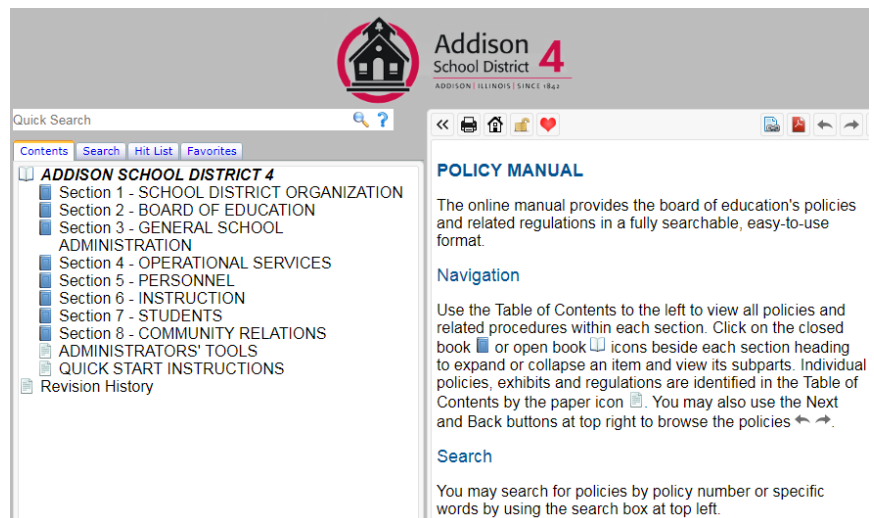 Addison
School District 4
ADDISON | ILLINOIS | SINCE 1842
Quick Search
?
Contents Search Hit List Favorites
ADDISON SCHOOL DISTRICT 4
Section 1 - SCHOOL DISTRICT ORGANIZATION
Section 2 - BOARD OF EDUCATION
Section 3 - GENERAL SCHOOL
ADMINISTRATION
Section 4 - OPERATIONAL SERVICES
Section 5 - PERSONNEL
Section 6 - INSTRUCTION
Section 7 - STUDENTS
Section 8 - COMMUNITY RELATIONS
ADMINISTRATORS' TOOLS
QUICK START INSTRUCTIONS
Revision History
POLICY MANUAL
The online manual provides the board of education's policies
and related regulations in a fully searchable, easy-to-use
format.
Navigation
Use the Table of Contents to the left to view all policies and
related procedures within each section. Click on the closed
book or open book icons beside each section heading
to expand or collapse an item and view its subparts. Individual
policies, exhibits and regulations are identified in the Table of
Contents by the paper icon . You may also use the Next
and Back buttons at top right to browse the policies .
Search
You may search for policies by policy number or specific
words by using the search box at top left.